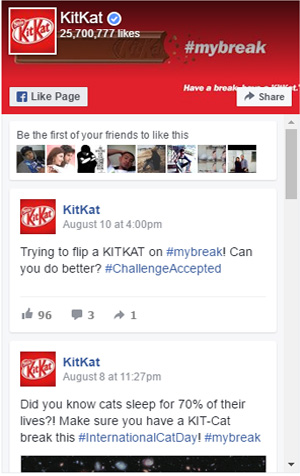 KitKat
KitKat
25,700,777 likes
#mybreak
Have a break, have a KitKat.
Like Page
Share
Be the first of your friends to like this
KitKat
KitKat
August 10 at 4:00pm
Trying to flip a KITKAT on #mybreak! Can
you do better? #ChallengeAccepted
96
3
1
KitKat
KitKat
August 8 at 11:27pm
Did you know cats sleep for 70% of their
lives?! Make sure you have a KIT-Cat
break this #InternationalCatDay! #mybreak